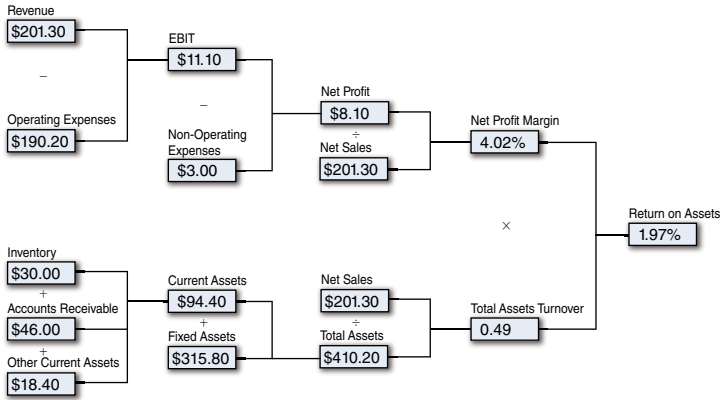 Revenue
$201.30
−
Operating Expenses
$190.20
EBIT
$11.10
−
Non-Operating
Expenses
$3.00
Net Profit
$8.10
÷
Net Sales
$201.30
Net Profit Margin
4.02%
×
Return on Assets
1.97%
Inventory
$30.00
+
Accounts Receivable
$46.00
+
Other Current Assets
$18.40
Current Assets
$94.40
+
Fixed Assets
$315.80
Net Sales
$201.30
÷
Total Assets
$410.20
Total Assets Turnover
0.49